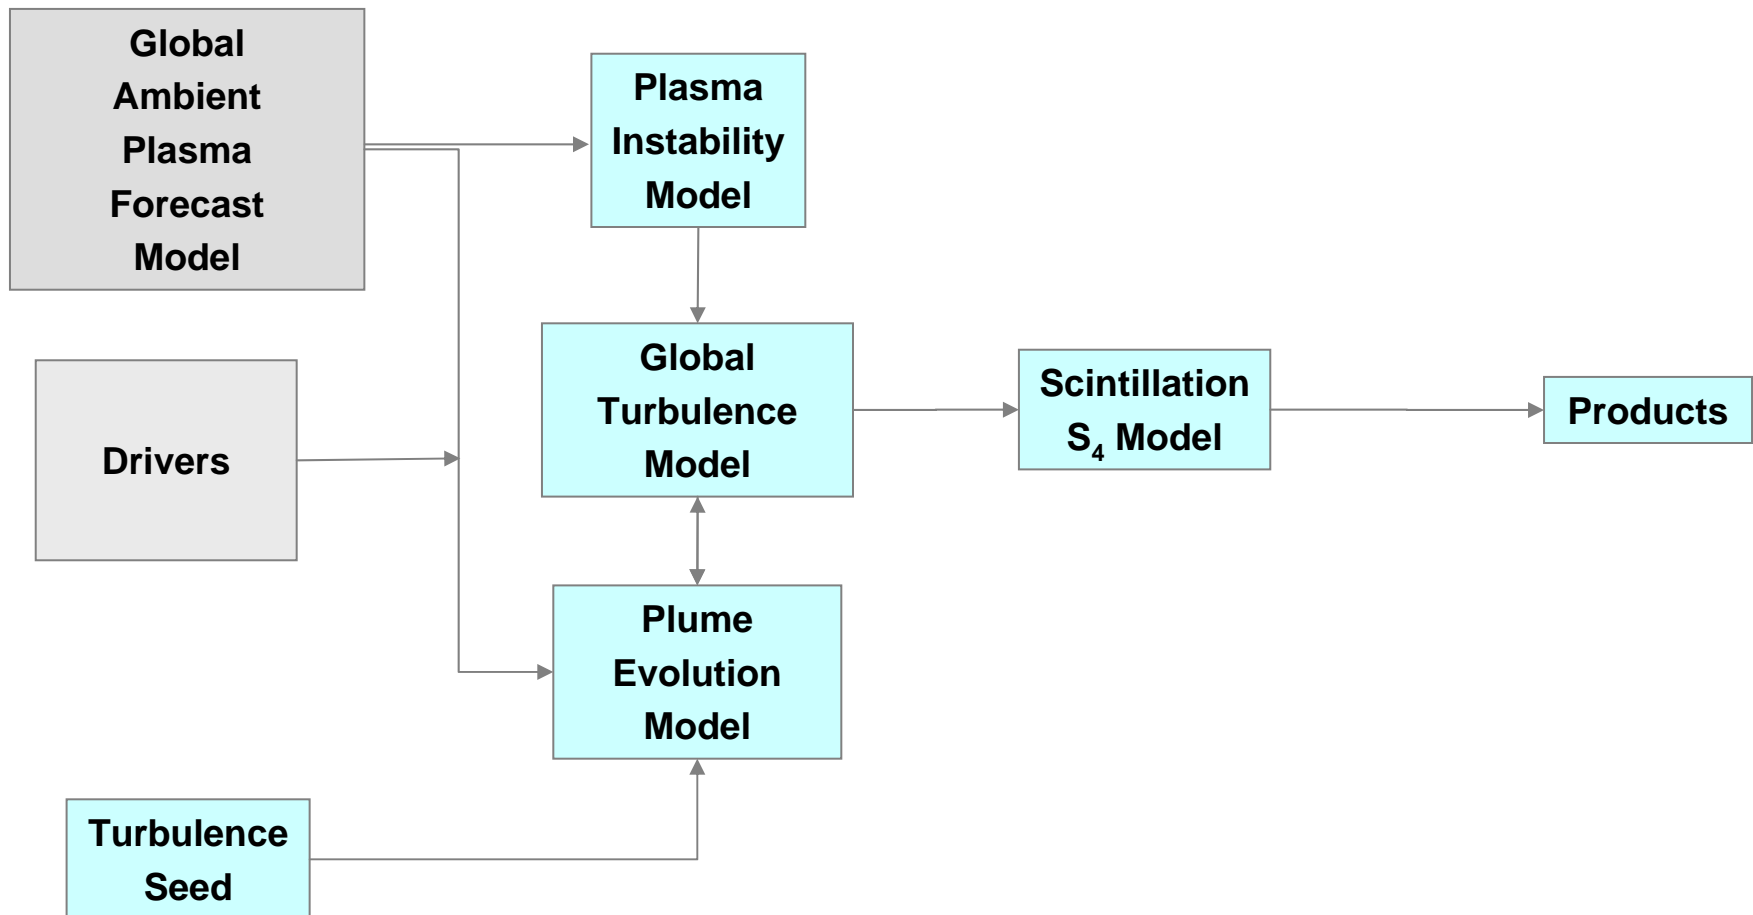 Global
Ambient
Plasma
Forecast
Model
Plasma
Instability
Model
Global
Turbulence
Model
Scintillation
S₄ Model
Products
Drivers
Plume
Evolution
Model
Turbulence
Seed